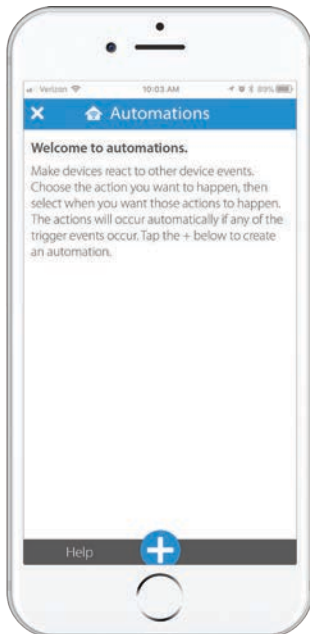 Verizon 10:03 AM 89%
Automations
Welcome to automations.
Make devices react to other device events.
Choose the action you want to happen, then
select when you want those actions to happen.
The actions will occur automatically if any of the
trigger events occur. Tap the + below to create
an automation.
Help